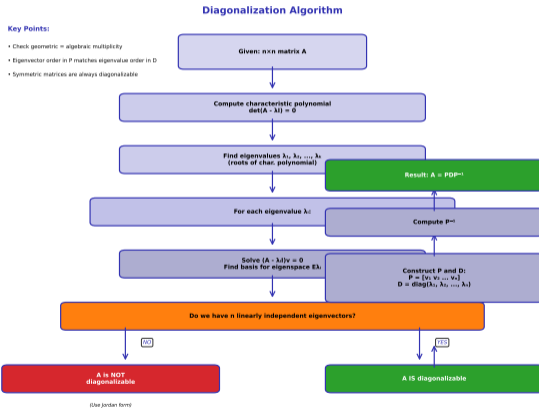 Diagonalization Algorithm
Key Points:
• Check geometric = algebraic multiplicity
• Eigenvector order in P matches eigenvalue order in D
• Symmetric matrices are always diagonalizable
Given: n×n matrix A
Compute characteristic polynomial
det(A - λI) = 0
Find eigenvalues λ₁, λ₂, ..., λₖ
(roots of char. polynomial)
For each eigenvalue λᵢ:
Solve (A - λᵢI)v = 0
Find basis for eigenspace Eλᵢ
Do we have n linearly independent eigenvectors?
NO
A is NOT
diagonalizable
(Use Jordan form)
YES
A IS diagonalizable
Construct P and D:
P = [v₁ v₂ ... vₙ]
D = diag(λ₁, λ₂, ..., λₙ)
Compute P⁻¹
Result: A = PDP⁻¹